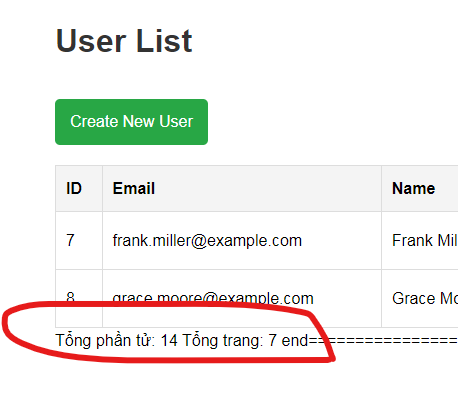 User List
Create New User
ID Email Name
7 frank.miller@example.com Frank Mil
8 grace.moore@example.com Grace Mo
Tổng phần tử: 14 Tổng trang: 7 end================